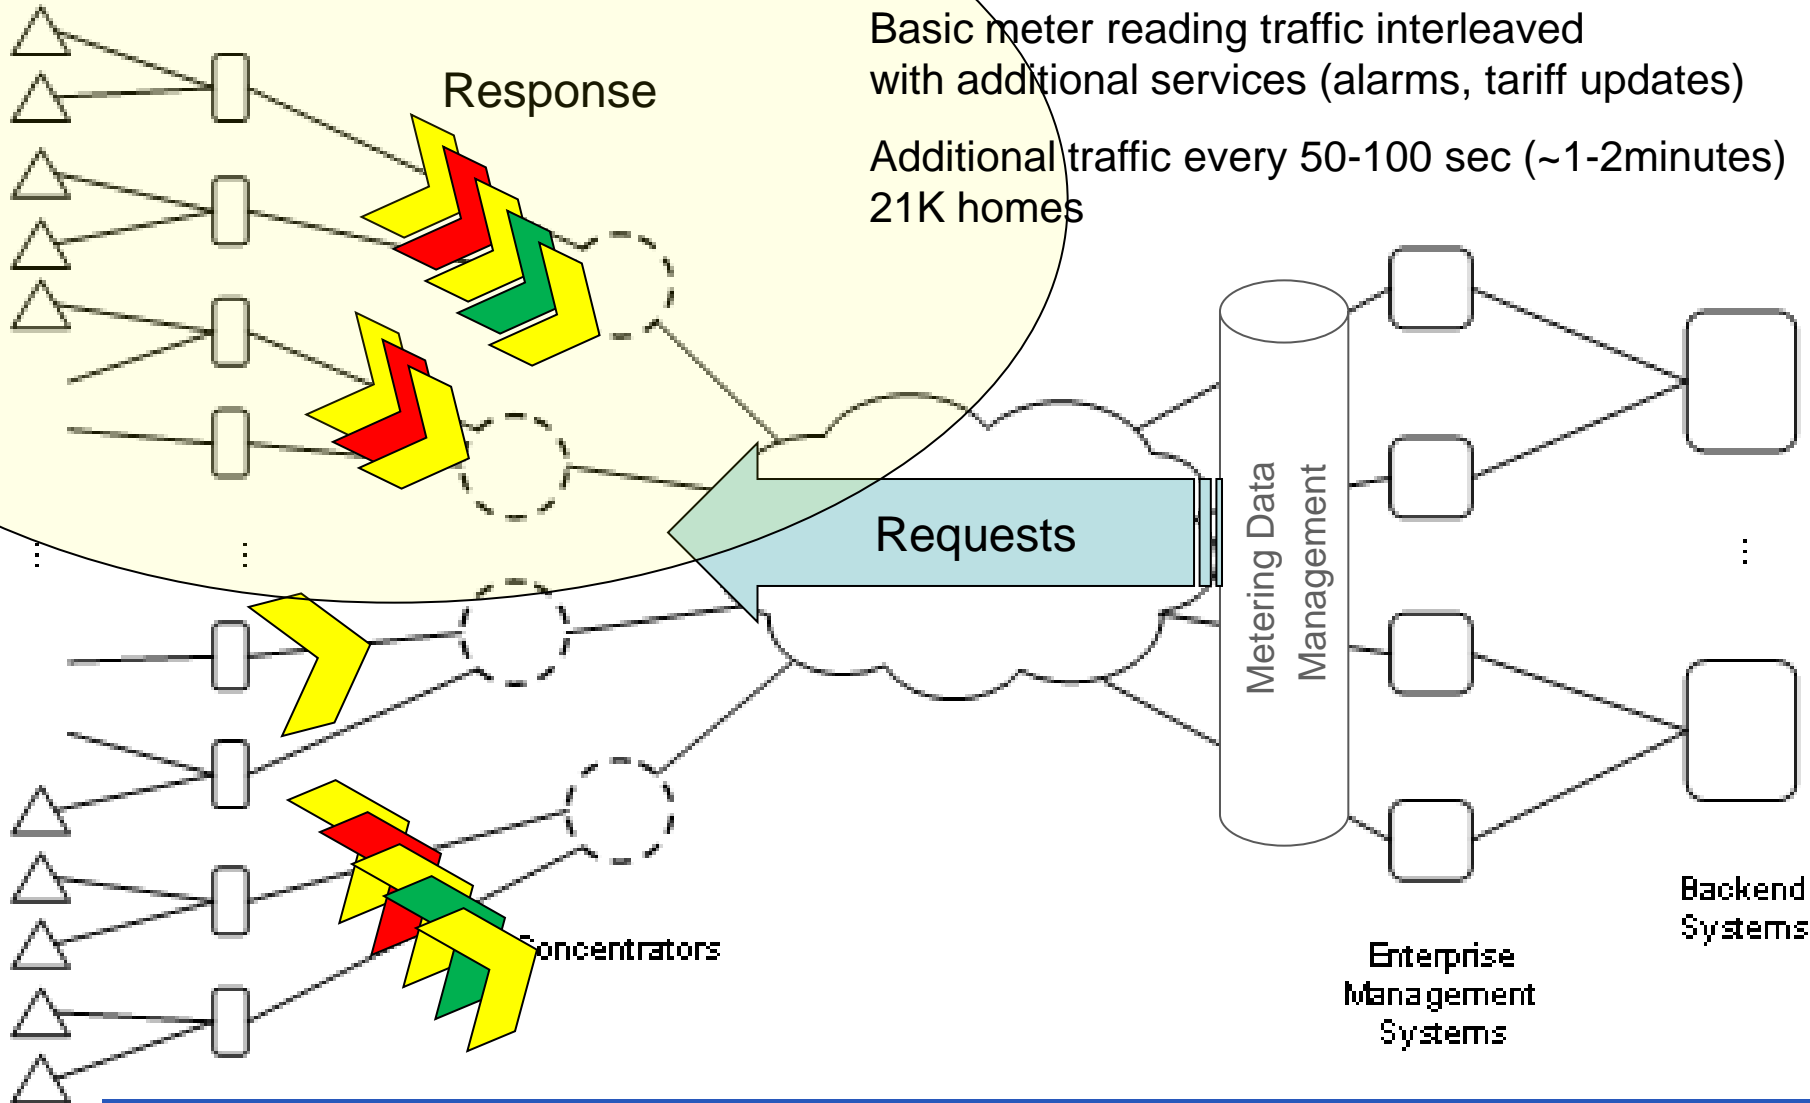 Basic meter reading traffic interleaved
with additional services (alarms, tariff updates)
Response
Additional traffic every 50-100 sec (~1-2minutes)
21K homes
Requests
Metering Data
Management
Concentrators
Enterprise
Management
Systems
Backend
Systems